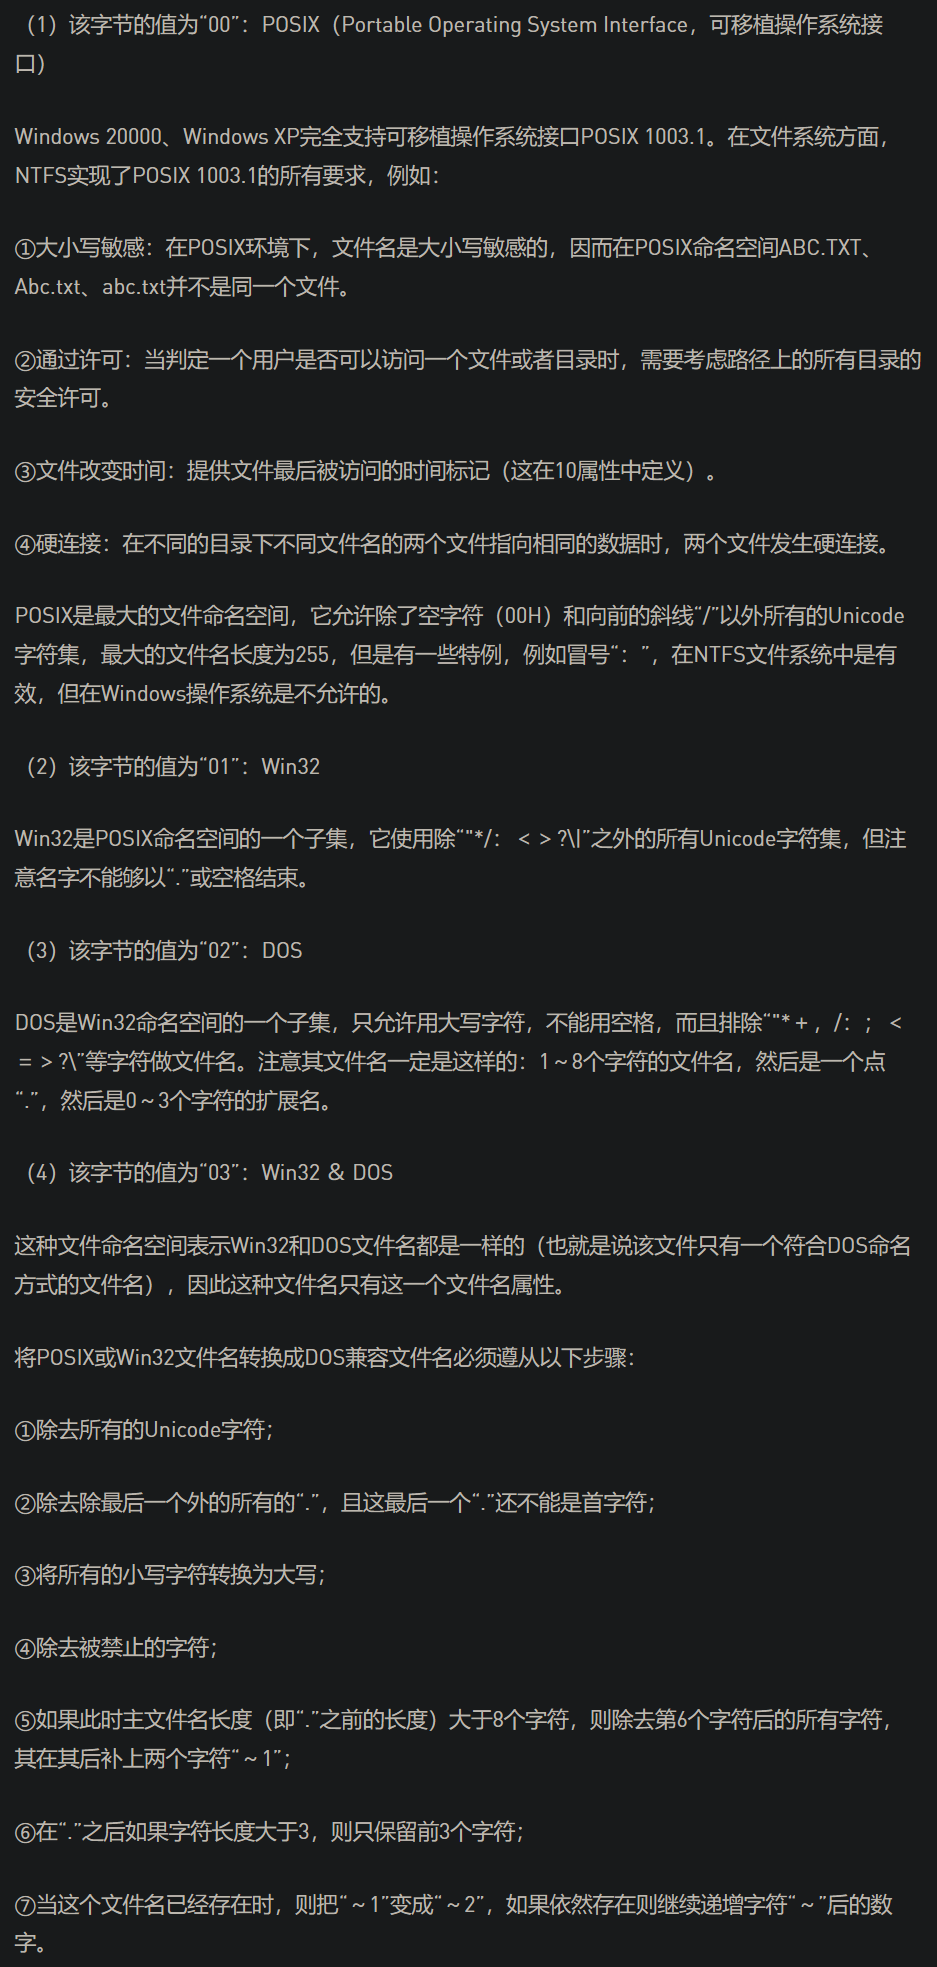 （1）该字节的值为“00”：POSIX（Portable Operating System Interface，可移植操作系统接
口）
Windows 20000、Windows XP完全支持可移植操作系统接口POSIX 1003.1。在文件系统方面，
NTFS实现了POSIX 1003.1的所有要求，例如：
①大小写敏感：在POSIX环境下，文件名是大小写敏感的，因而在POSIX命名空间ABC.TXT、
Abc.txt、abc.txt并不是同一个文件。
②通过许可：当判定一个用户是否可以访问一个文件或者目录时，需要考虑路径上的所有目录的
安全许可。
③文件改变时间：提供文件最后被访问的时间标记（这在10属性中定义）。
④硬连接：在不同的目录下不同文件名的两个文件指向相同的数据时，两个文件发生硬连接。
POSIX是最大的文件命名空间，它允许除了空字符（00H）和向前的斜线“/”以外所有的Unicode
字符集，最大的文件名长度为255，但是有一些特例，例如冒号“：”，在NTFS文件系统中是有
效，但在Windows操作系统是不允许的。
（2）该字节的值为“01”：Win32
Win32是POSIX命名空间的一个子集，它使用除“"*/：＜＞?\|”之外的所有Unicode字符集，但注
意名字不能够以“.”或空格结束。
（3）该字节的值为“02”：DOS
DOS是Win32命名空间的一个子集，只允许用大写字符，不能用空格，而且排除“"*＋，/：；＜
＝＞?\”等字符做文件名。注意其文件名一定是这样的：1～8个字符的文件名，然后是一个点
“.”，然后是0～3个字符的扩展名。
（4）该字节的值为“03”：Win32 ＆ DOS
这种文件命名空间表示Win32和DOS文件名都是一样的（也就是说该文件只有一个符合DOS命名
方式的文件名），因此这种文件名只有这一个文件名属性。
将POSIX或Win32文件名转换成DOS兼容文件名必须遵从以下步骤：
①除去所有的Unicode字符；
②除去除最后一个外的所有的“.”，且这最后一个“.”还不能是首字符；
③将所有的小写字符转换为大写；
④除去被禁止的字符；
⑤如果此时主文件名长度（即“.”之前的长度）大于8个字符，则除去第6个字符后的所有字符，
其在其后补上两个字符“～1”；
⑥在“.”之后如果字符长度大于3，则只保留前3个字符；
⑦当这个文件名已经存在时，则把“～1”变成“～2”，如果依然存在则继续递增字符“～”后的数
字。